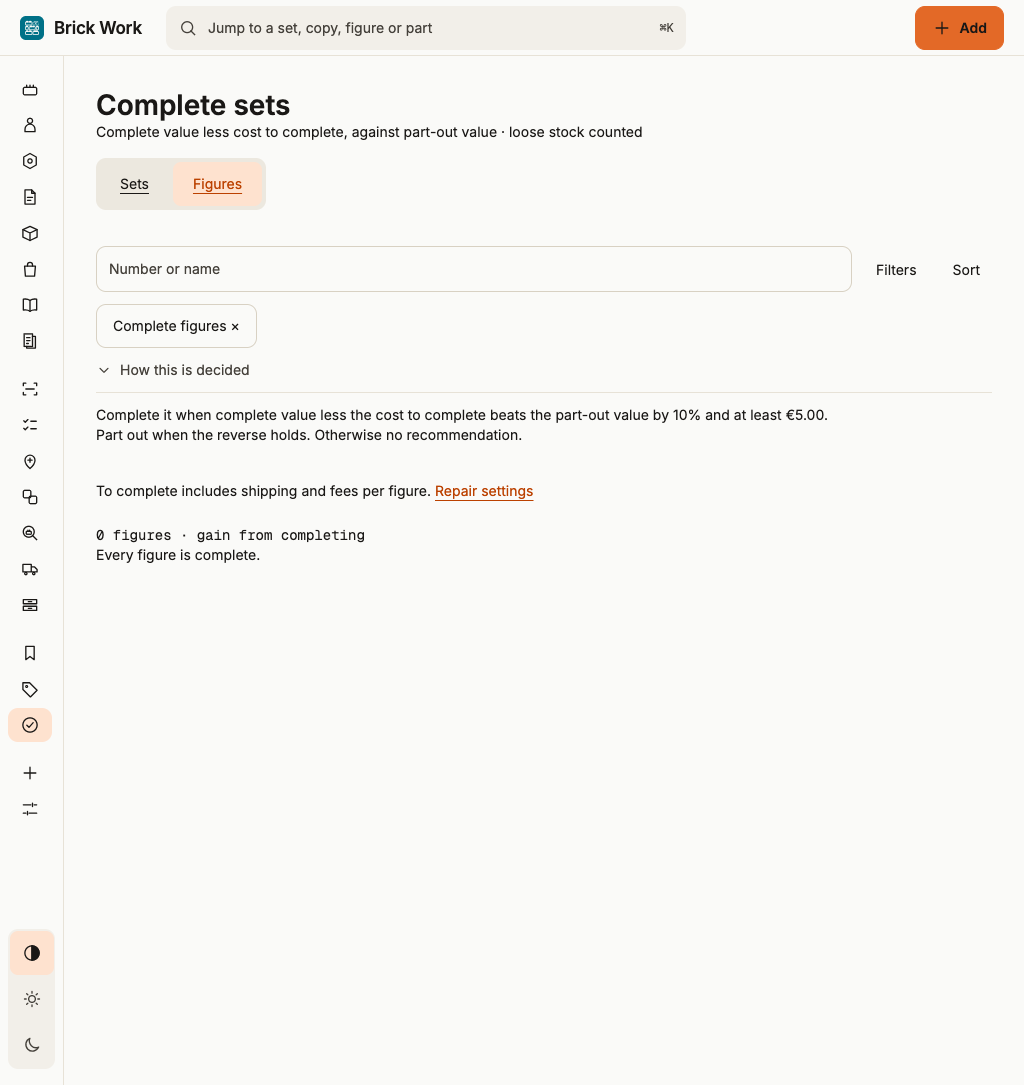 Brick Work
Jump to a set, copy, figure or part
⌘K
Add
Complete sets
Complete value less cost to complete, against part-out value · loose stock counted
Sets
Figures
Number or name
Filters
Sort
Complete figures ×
How this is decided
Complete it when complete value less the cost to complete beats the part-out value by 10% and at least €5.00.
Part out when the reverse holds. Otherwise no recommendation.
To complete includes shipping and fees per figure. Repair settings
0 figures · gain from completing
Every figure is complete.